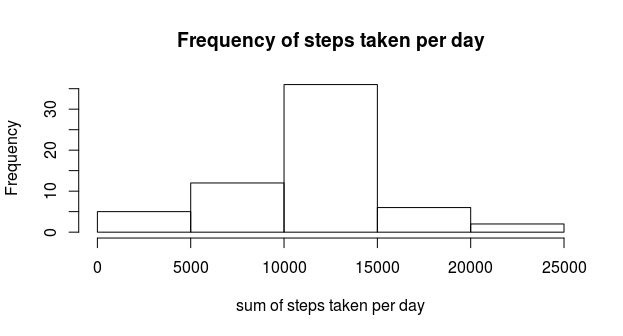 Frequency of steps taken per day
Frequency
30
20
10
0
0 5000 10000 15000 20000 25000
sum of steps taken per day